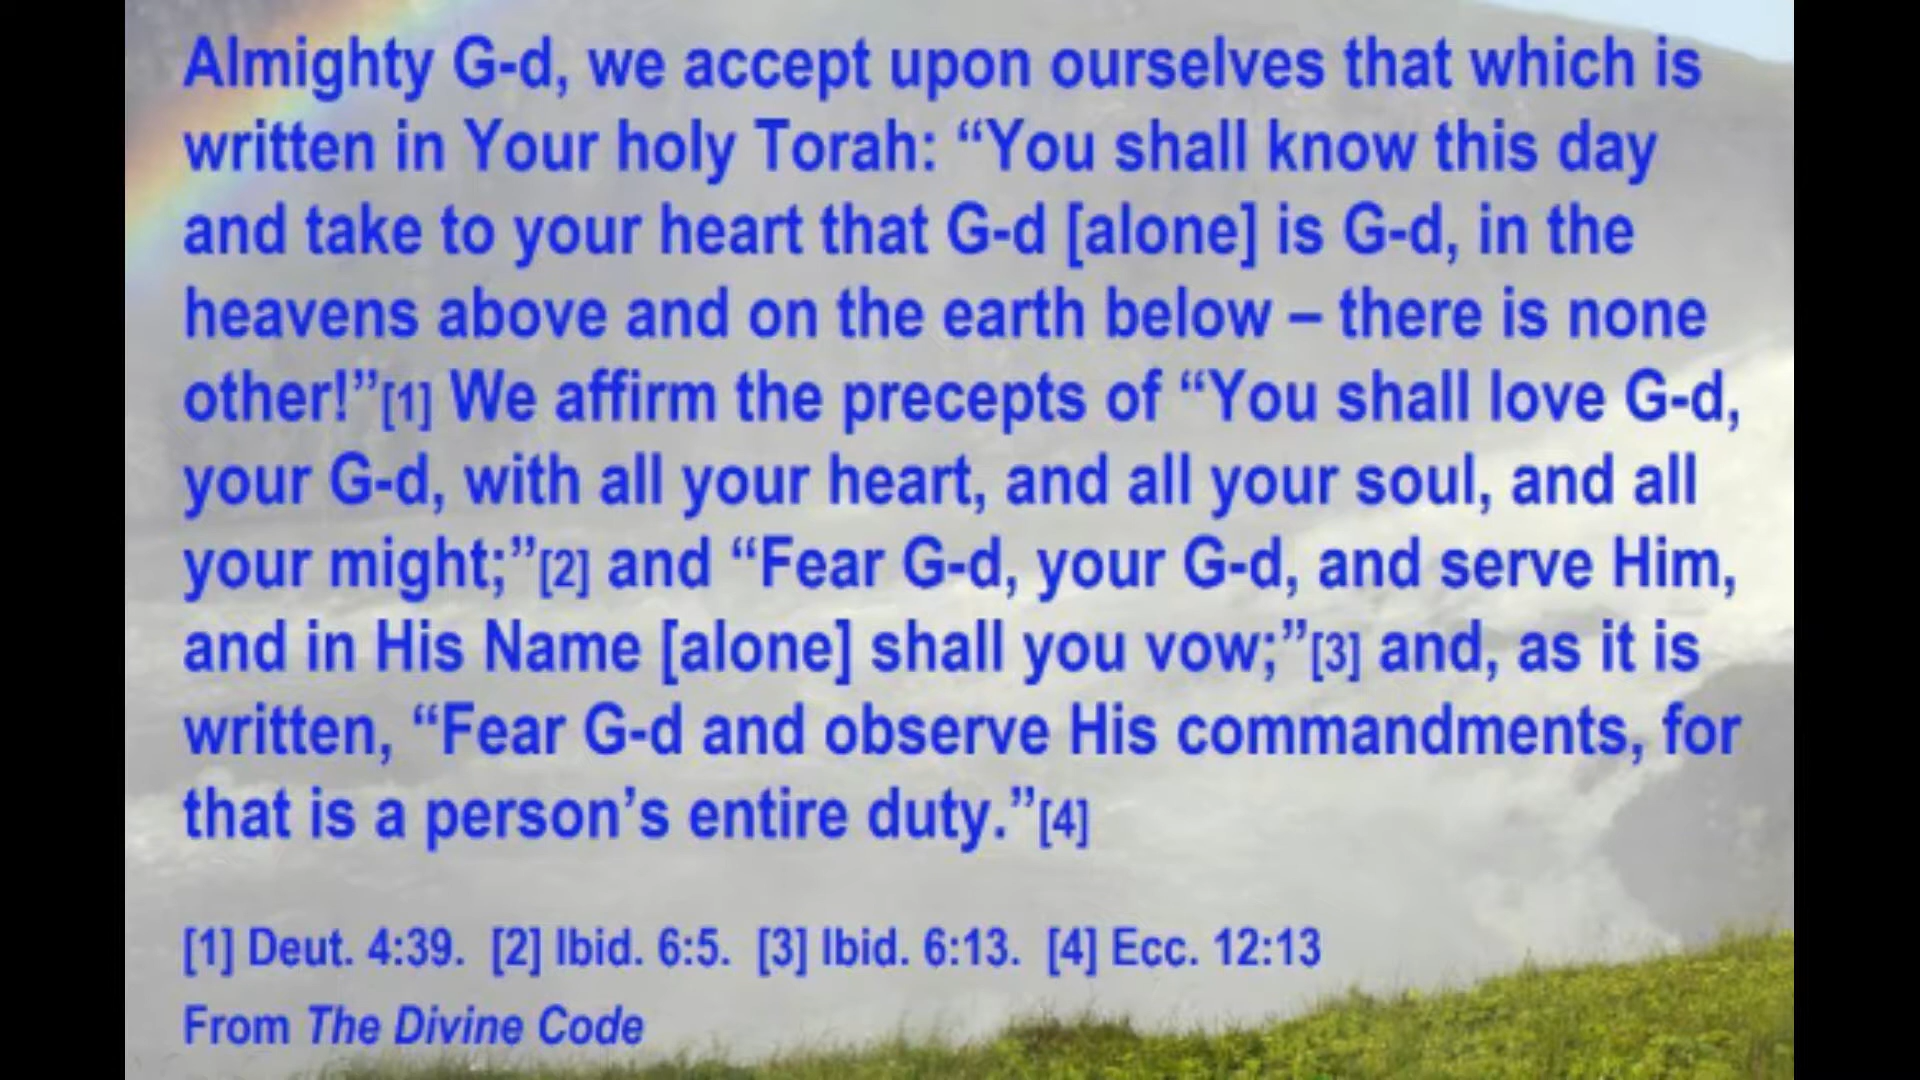 Almighty G-d, we accept upon ourselves that which is
written in Your holy Torah: “You shall know this day
and take to your heart that G-d [alone] is G-d, in the
heavens above and on the earth below – there is none
other!”[1] We affirm the precepts of “You shall love G-d,
your G-d, with all your heart, and all your soul, and all
your might;”[2] and “Fear G-d, your G-d, and serve Him,
and in His Name [alone] shall you vow;”[3] and, as it is
written, “Fear G-d and observe His commandments, for
that is a person’s entire duty.”[4]
[1] Deut. 4:39. [2] Ibid. 6:5. [3] Ibid. 6:13. [4] Ecc. 12:13
From The Divine Code